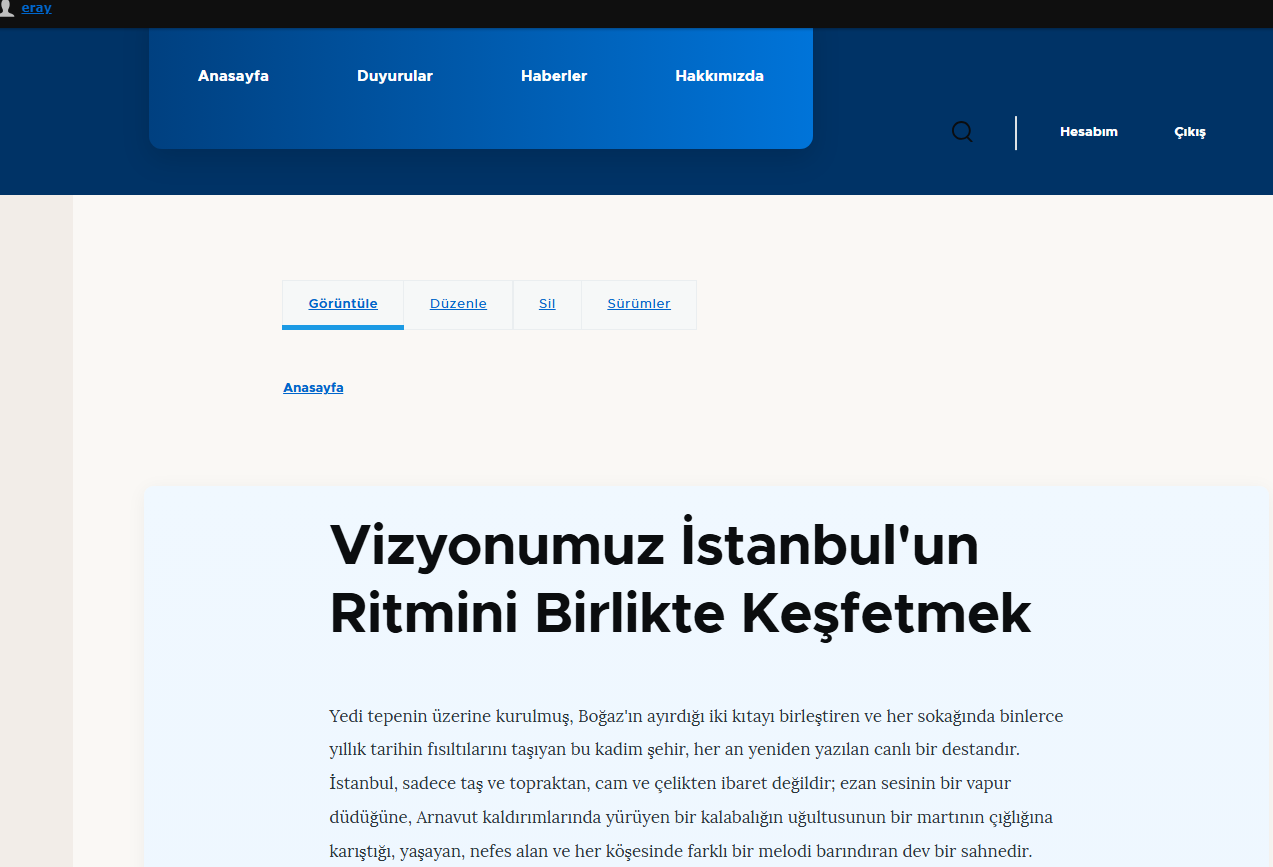 eray
Anasayfa Duyurular Haberler Hakkımızda
Hesabım Çıkış
Görüntüle Düzenle Sil Sürümler
Anasayfa
Vizyonumuz İstanbul'un
Ritmini Birlikte Keşfetmek
Yedi tepenin üzerine kurulmuş, Boğaz'ın ayırdığı iki kıtayı birleştiren ve her sokağında binlerce
yıllık tarihin fısıltılarını taşıyan bu kadim şehir, her an yeniden yazılan canlı bir destandır.
İstanbul, sadece taş ve topraktan, cam ve çelikten ibaret değildir; ezan sesinin bir vapur
düdüğüne, Arnavut kaldırımlarında yürüyen bir kalabalığın uğultusunun bir martının çığlığına
karıştığı, yaşayan, nefes alan ve her köşesinde farklı bir melodi barındıran dev bir sahnedir.